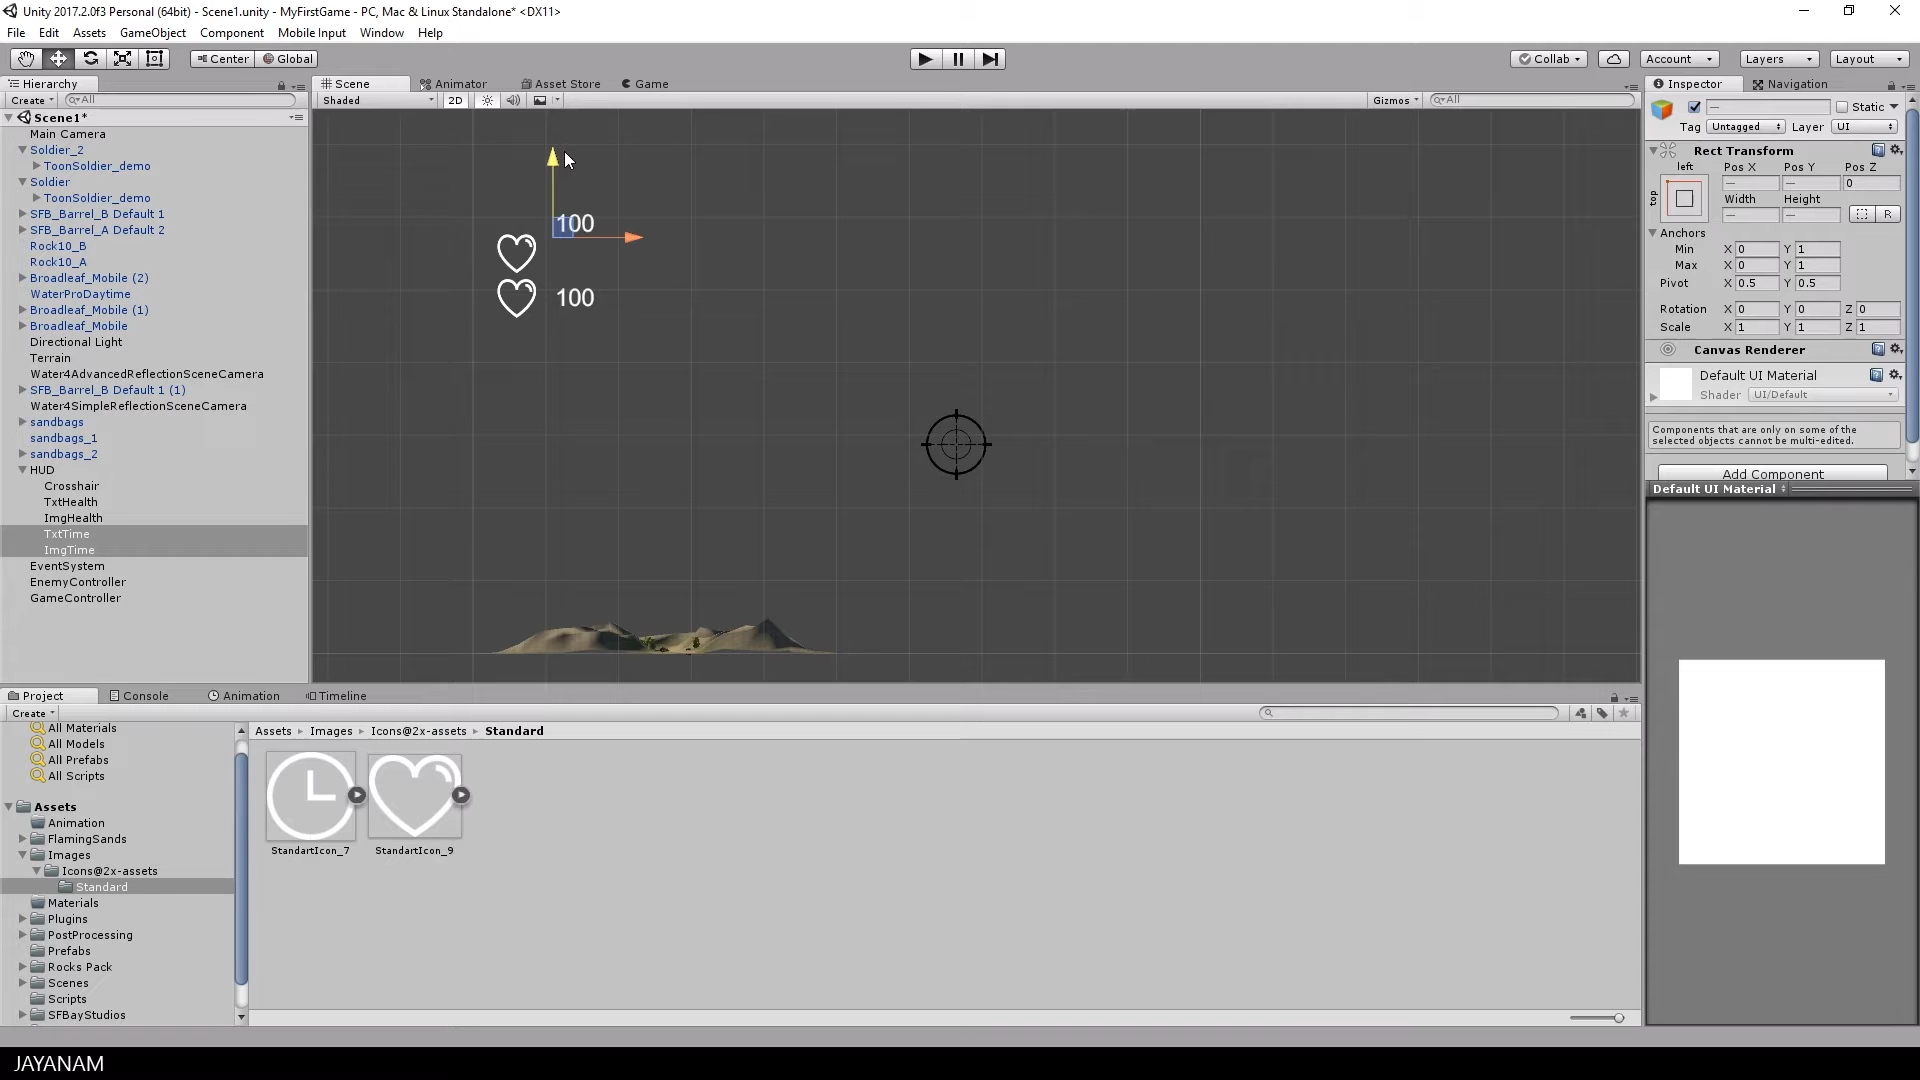 Unity 2017.2.0f3 Personal (64bit) - Scene1.unity - MyFirstGame - PC, Mac & Linux Standalone* <DX11>
File Edit Assets GameObject Component Mobile Input Window Help
Center Global Collab Account Layers Layout
Hierarchy
Create All
Scene1*
Main Camera
Soldier_2
ToonSoldier_demo
Soldier
ToonSoldier_demo
SFB_Barrel_B Default 1
SFB_Barrel_A Default 2
Rock10_B
Rock10_A
Broadleaf_Mobile (2)
WaterProDaytime
Broadleaf_Mobile (1)
Broadleaf_Mobile
Directional Light
Terrain
Water4AdvancedReflectionSceneCamera
SFB_Barrel_B Default 1 (1)
Water4SimpleReflectionSceneCamera
sandbags
sandbags_1
sandbags_2
HUD
Crosshair
TxtHealth
ImgHealth
TxtTime
ImgTime
EventSystem
EnemyController
GameController
Scene Animator Asset Store Game
Shaded 2D Gizmos All
100
100
Inspector Navigation
Static
Tag Untagged Layer UI
Rect Transform
left Pos X Pos Y Pos Z
top — — 0
Width Height
— — R
Anchors
Min X 0 Y 1
Max X 0 Y 1
Pivot X 0.5 Y 0.5
Rotation X 0 Y 0 Z 0
Scale X 1 Y 1 Z 1
Canvas Renderer
Default UI Material
Shader UI/Default
Components that are only on some of the
selected objects cannot be multi-edited.
Add Component
Default UI Material
Project Console Animation Timeline
Create
All Materials
All Models
All Prefabs
All Scripts
Assets
Animation
FlamingSands
Images
Icons@2x-assets
Standard
Materials
Plugins
PostProcessing
Prefabs
Rocks Pack
Scenes
Scripts
SFBayStudios
Assets Images Icons@2x-assets Standard
StandartIcon_7 StandartIcon_9
JAYANAM